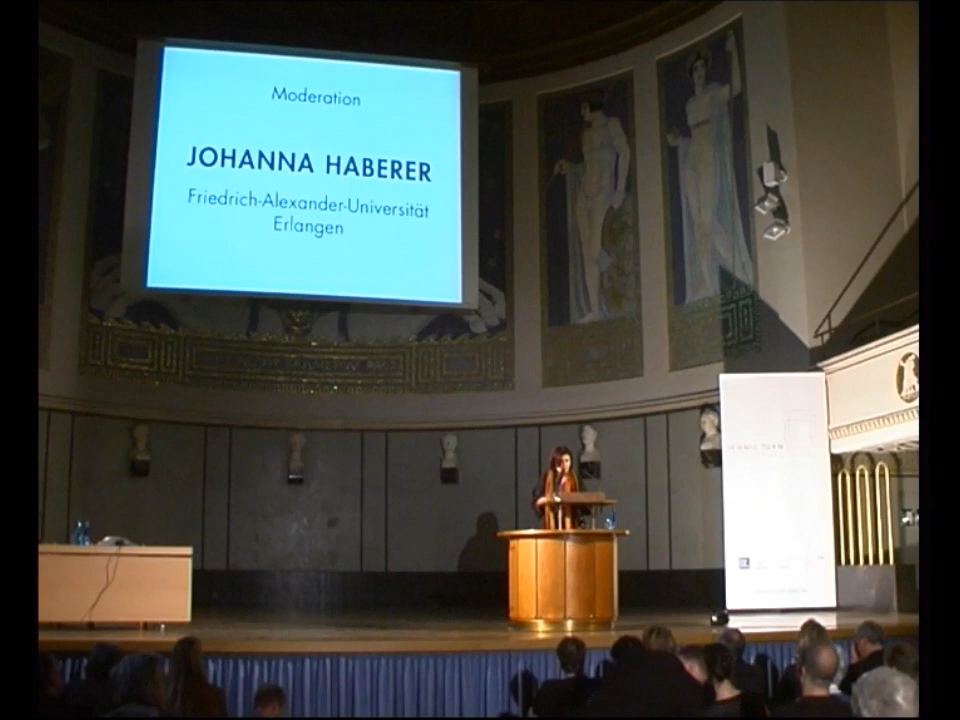 Moderation
JOHANNA HABERER
Friedrich-Alexander-Universität
Erlangen